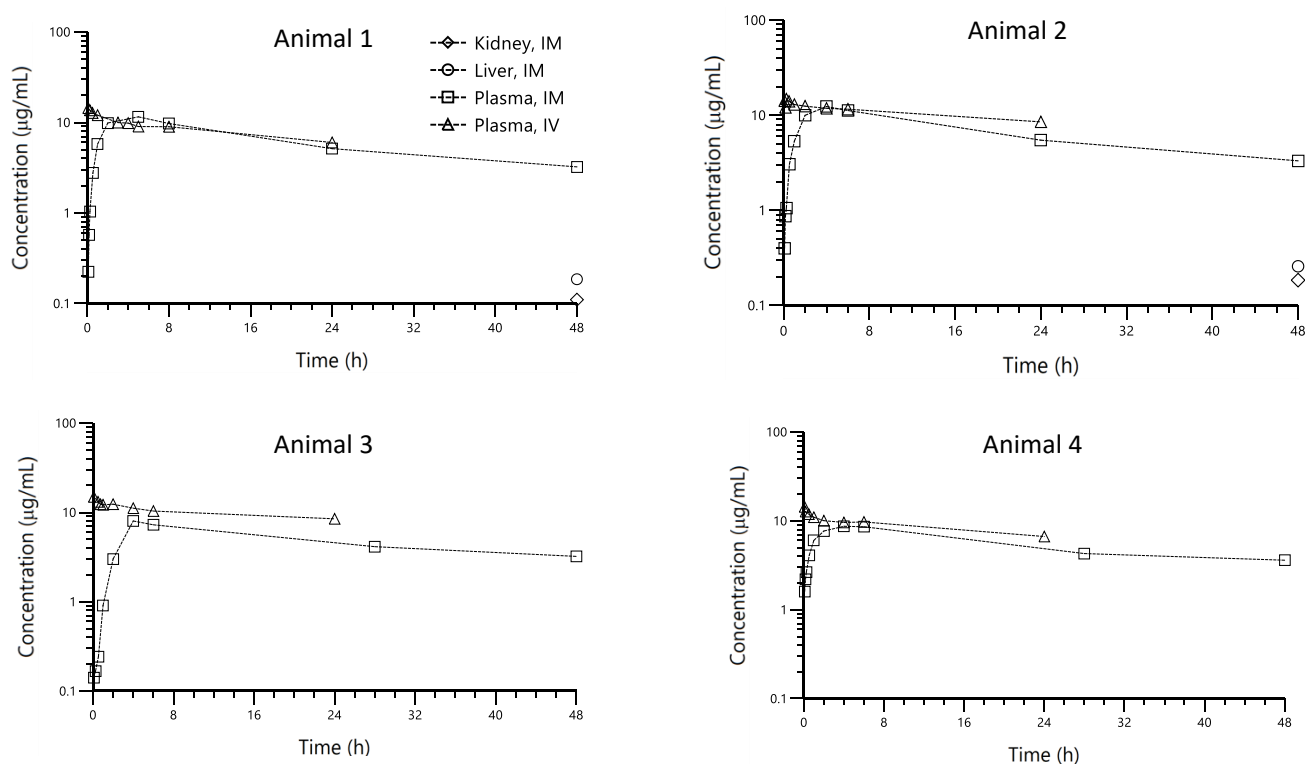 Animal 1
Concentration (µg/mL)
100
10
1
0.1
0 8 16 24 32 40 48
Time (h)
Kidney, IM
Liver, IM
Plasma, IM
Plasma, IV
Animal 2
Concentration (µg/mL)
100
10
1
0.1
0 8 16 24 32 40 48
Time (h)
Animal 3
Concentration (µg/mL)
100
10
1
0.1
0 8 16 24 32 40 48
Time (h)
Animal 4
Concentration (µg/mL)
100
10
1
0.1
0 8 16 24 32 40 48
Time (h)